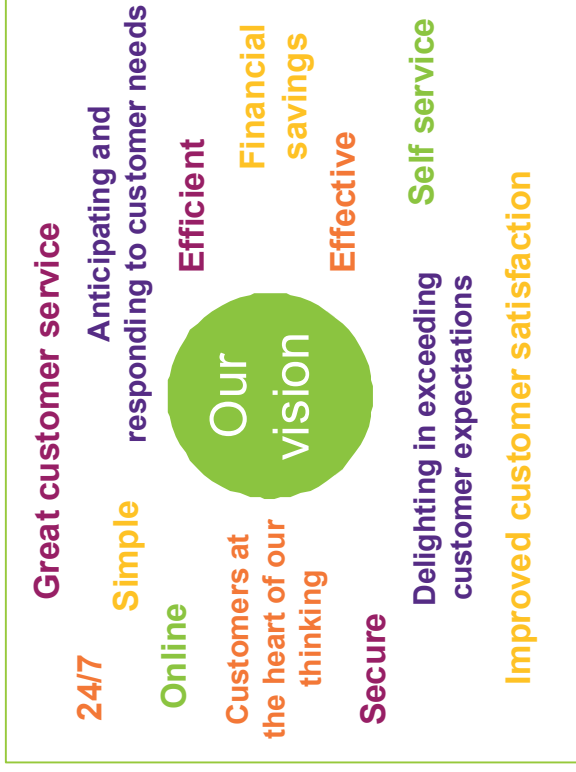 Great customer service
24/7
Simple
Anticipating and
responding to customer needs
Online
Efficient
Our
vision
Financial
savings
Customers at
the heart of our
thinking
Effective
Secure
Self service
Delighting in exceeding
customer expectations
Improved customer satisfaction